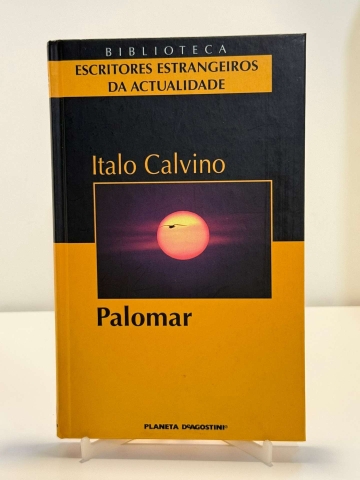 BIBLIOTECA
ESCRITORES ESTRANGEIROS
DA ACTUALIDADE
Italo Calvino
Palomar
PLANETA DeAGOSTINI®